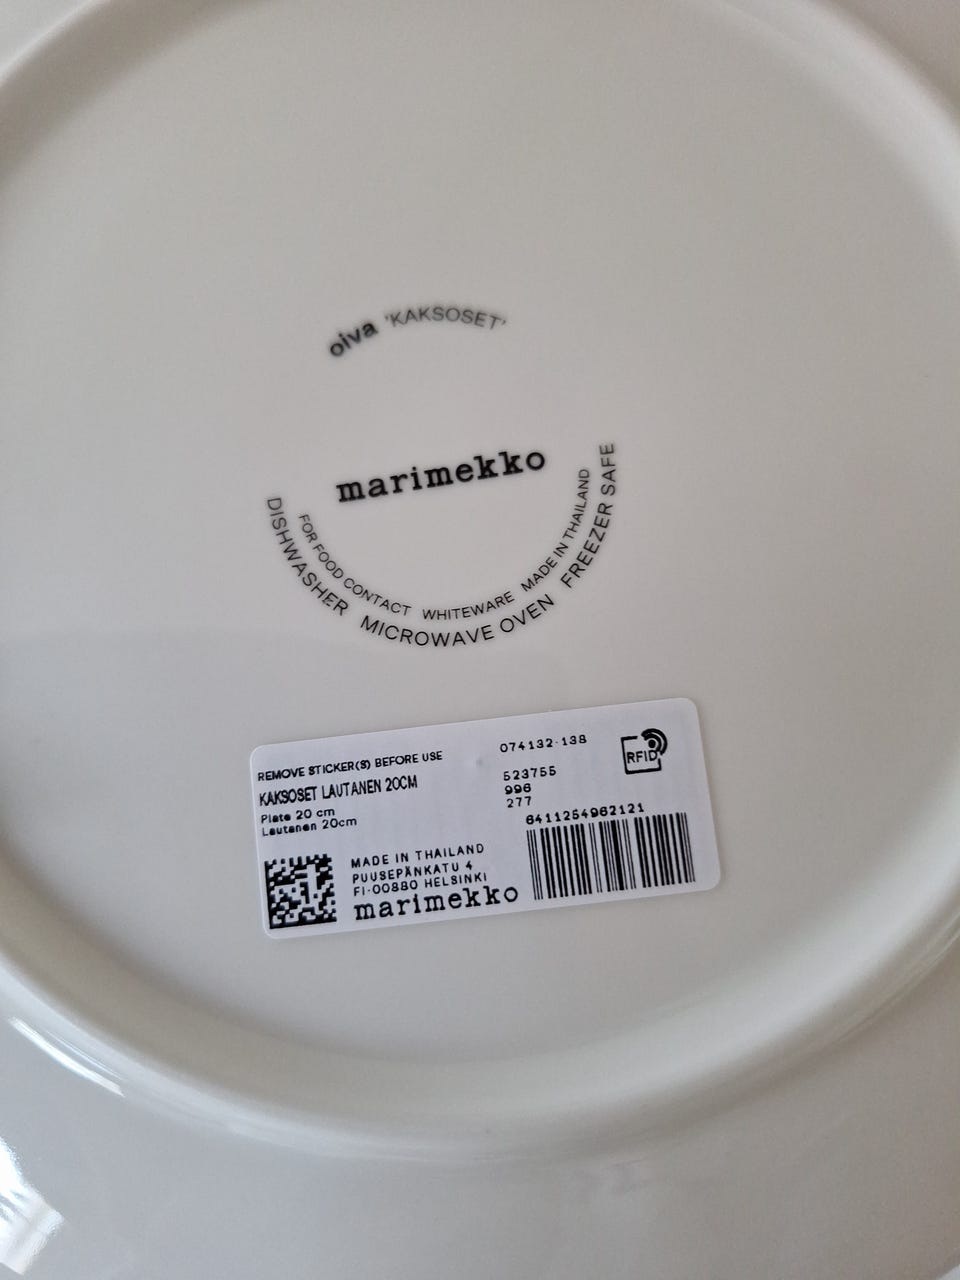 oiva 'KAKSOSET'
marimekko
FOR FOOD CONTACT WHITEWARE MADE IN THAILAND
DISHWASHER MICROWAVE OVEN FREEZER SAFE
REMOVE STICKER(S) BEFORE USE
KAKSOSET LAUTANEN 20CM
Plate 20 cm
Lautanen 20cm
074132-138
523755
996
277
RFID
6411254962121
MADE IN THAILAND
PUUSEPÄNKATU 4
FI-00880 HELSINKI
marimekko